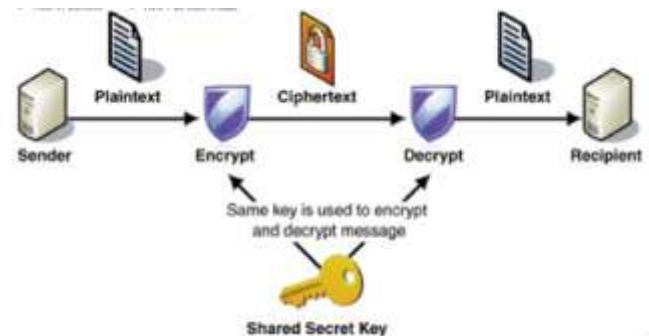 Plaintext
Ciphertext
Plaintext
Sender
Encrypt
Decrypt
Recipient
Same key is used to encrypt
and decrypt message
Shared Secret Key